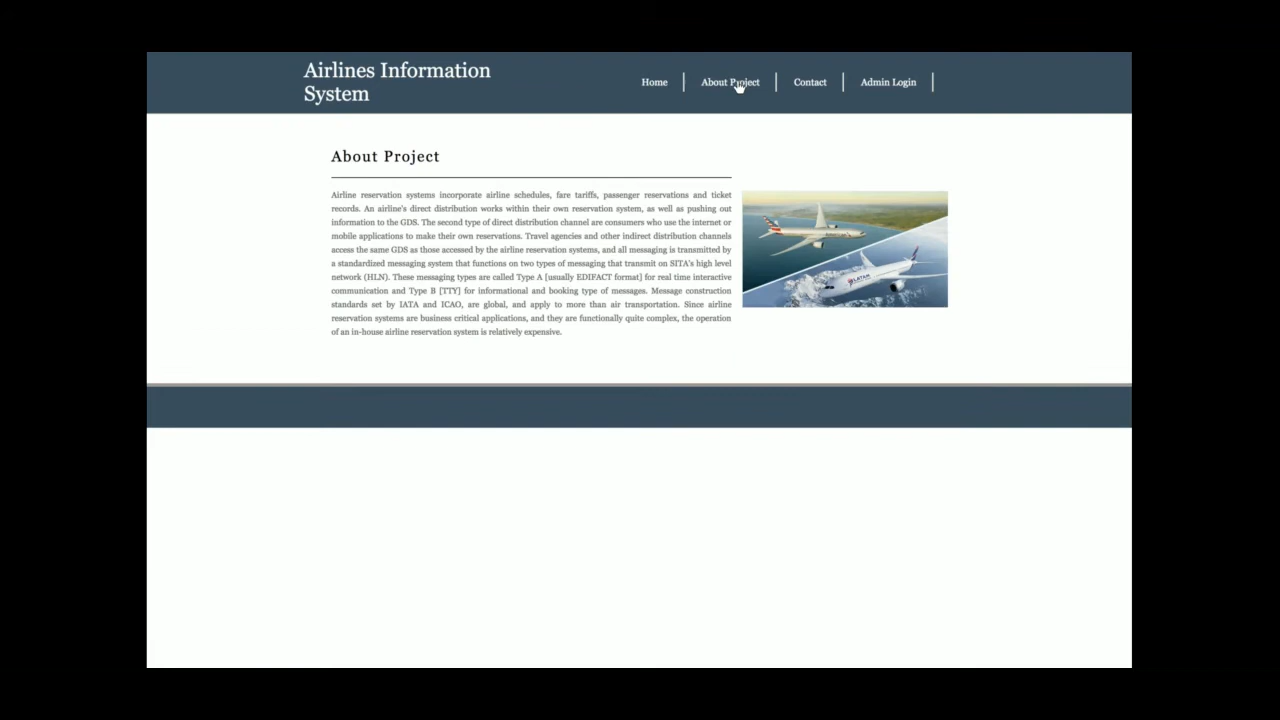 Airlines Information
System
Home
About Project
Contact
Admin Login
About Project
Airline reservation systems incorporate airline schedules, fare tariffs, passenger reservations and ticket
records. An airline's direct distribution works within their own reservation system, as well as pushing out
information to the GDS. The second type of direct distribution channel are consumers who use the internet or
mobile applications to make their own reservations. Travel agencies and other indirect distribution channels
access the same GDS as those accessed by the airline reservation systems, and all messaging is transmitted by
a standardized messaging system that functions on two types of messaging that transmit on SITA's high level
network (HLN). These messaging types are called Type A [usually EDIFACT format] for real time interactive
communication and Type B [TTY] for informational and booking type of messages. Message construction
standards set by IATA and ICAO, are global, and apply to more than air transportation. Since airline
reservation systems are business critical applications, and they are functionally quite complex, the operation
of an in-house airline reservation system is relatively expensive.
LATAM